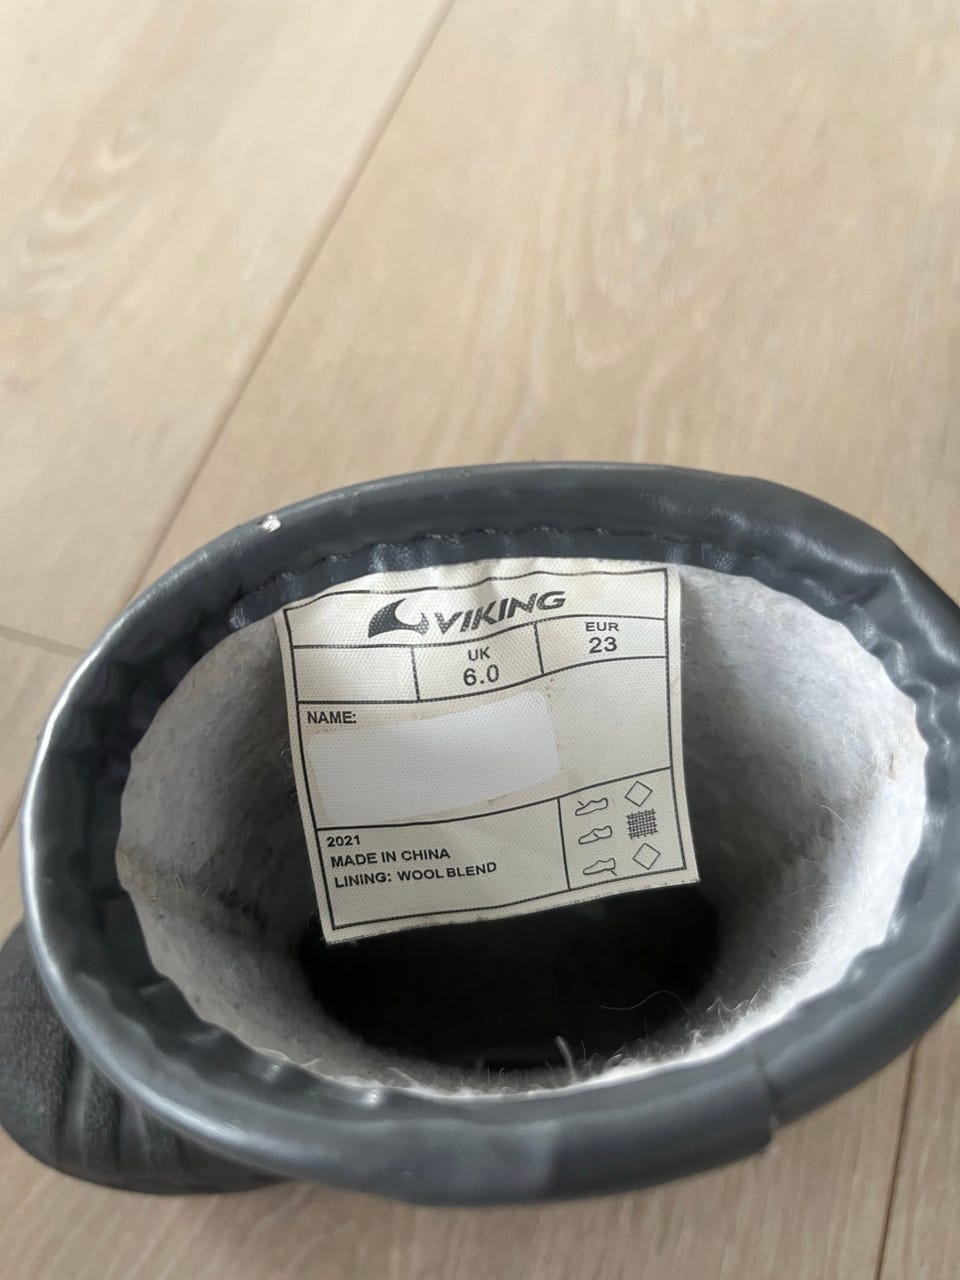 VIKING
UK EUR
6.0 23
NAME:
2021
MADE IN CHINA
LINING: WOOL BLEND